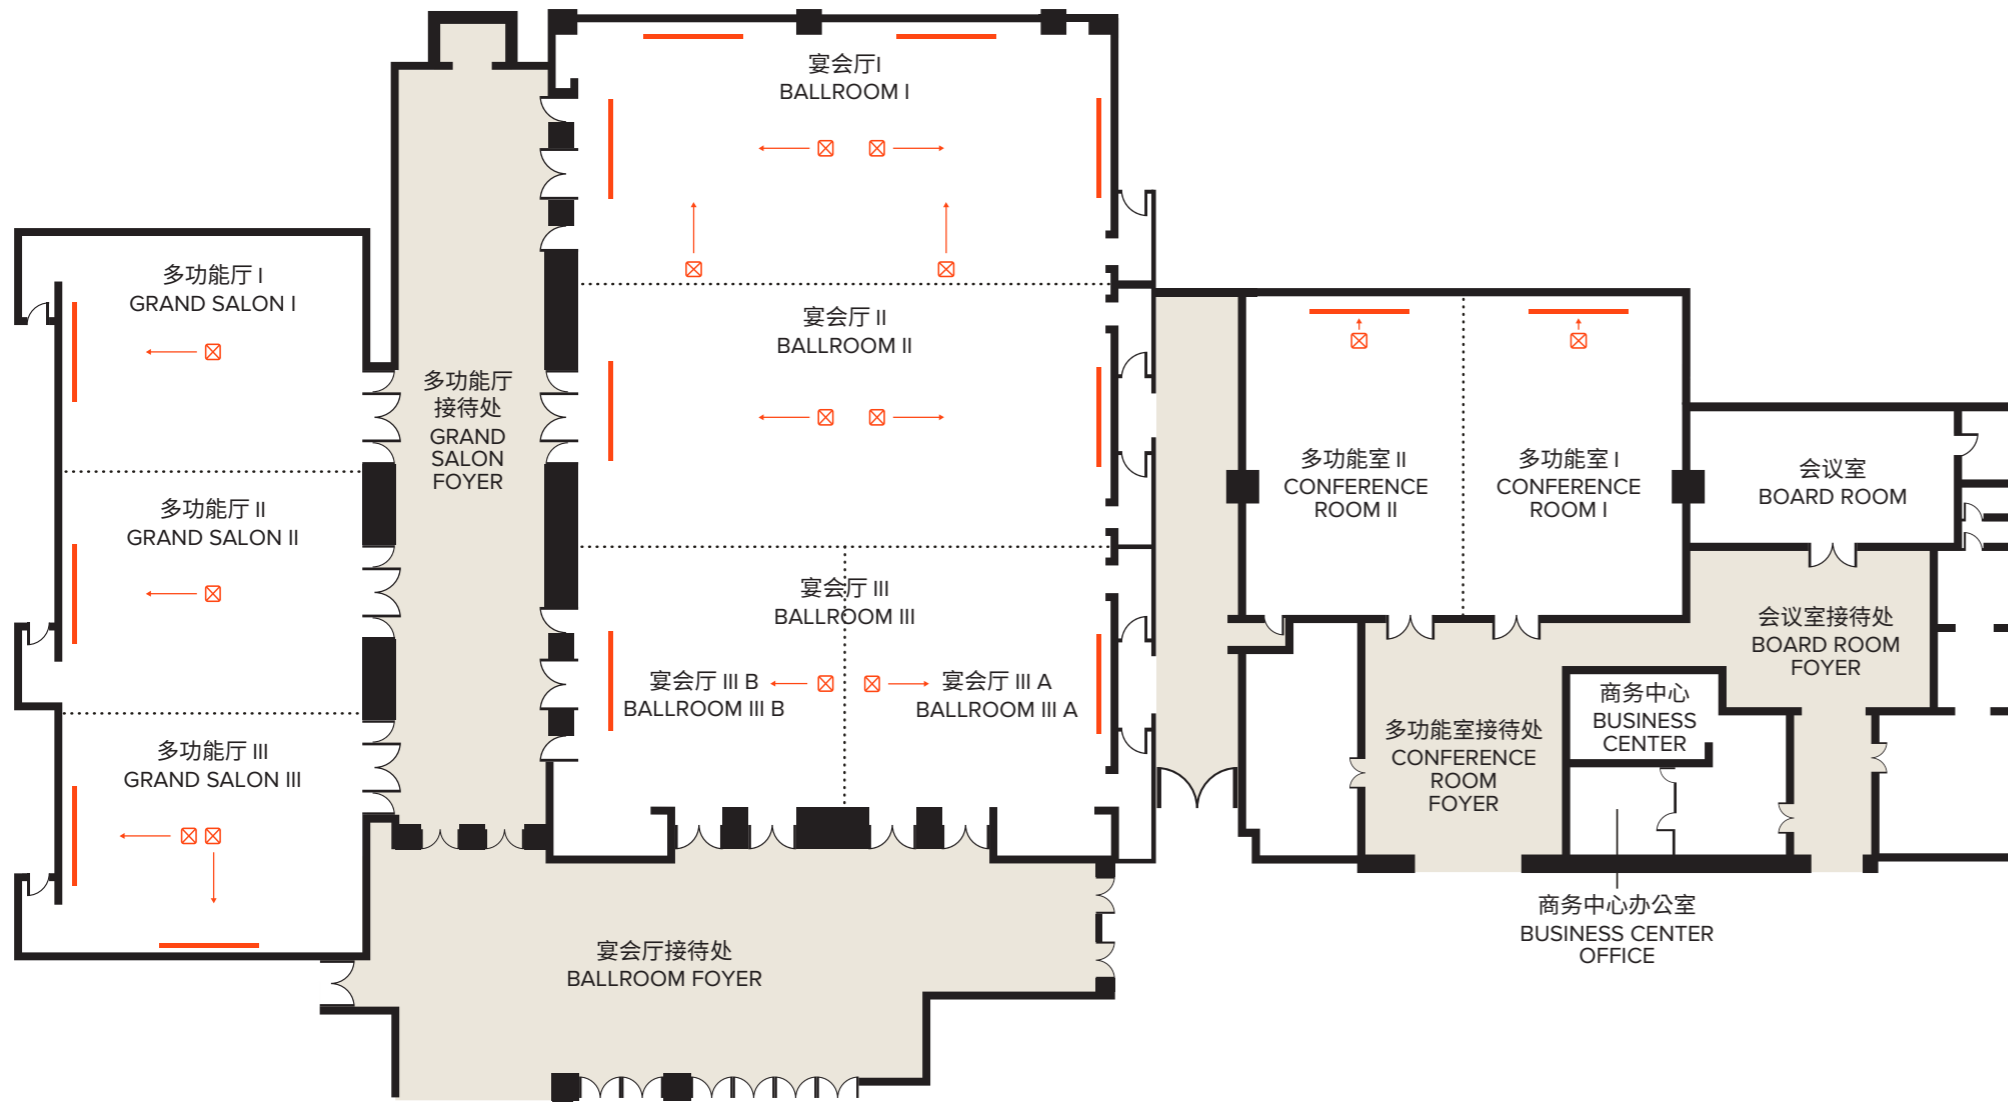 宴会厅I
BALLROOM I
多功能厅 I
GRAND SALON I
宴会厅 II
BALLROOM II
多功能厅
接待处
GRAND
SALON
FOYER
多功能室 II
CONFERENCE
ROOM II
多功能室 I
CONFERENCE
ROOM I
会议室
BOARD ROOM
多功能厅 II
GRAND SALON II
宴会厅 III
BALLROOM III
会议室接待处
BOARD ROOM
FOYER
宴会厅 III B
BALLROOM III B
宴会厅 III A
BALLROOM III A
商务中心
BUSINESS
CENTER
多功能室接待处
CONFERENCE
ROOM
FOYER
多功能厅 III
GRAND SALON III
商务中心办公室
BUSINESS CENTER
OFFICE
宴会厅接待处
BALLROOM FOYER